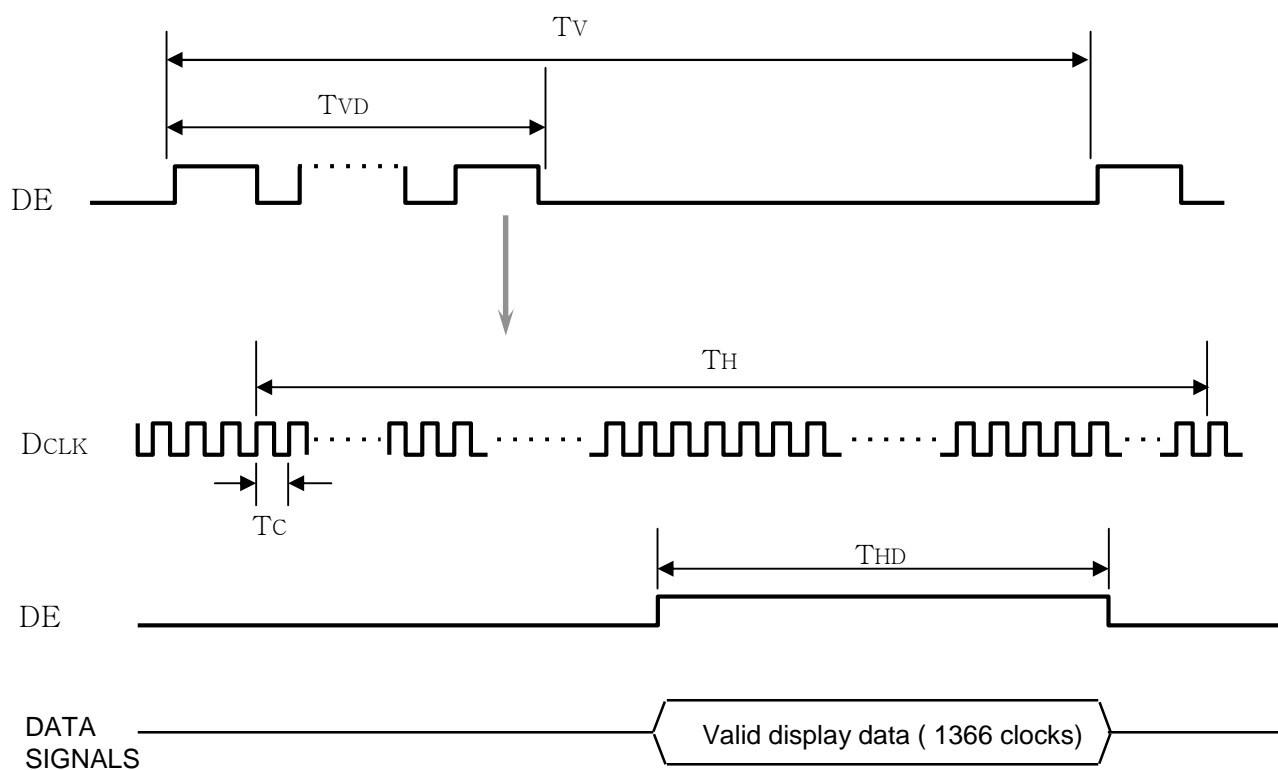 TV
TVD
DE
TH
DCLK
TC
THD
DE
DATA
SIGNALS
Valid display data ( 1366 clocks)